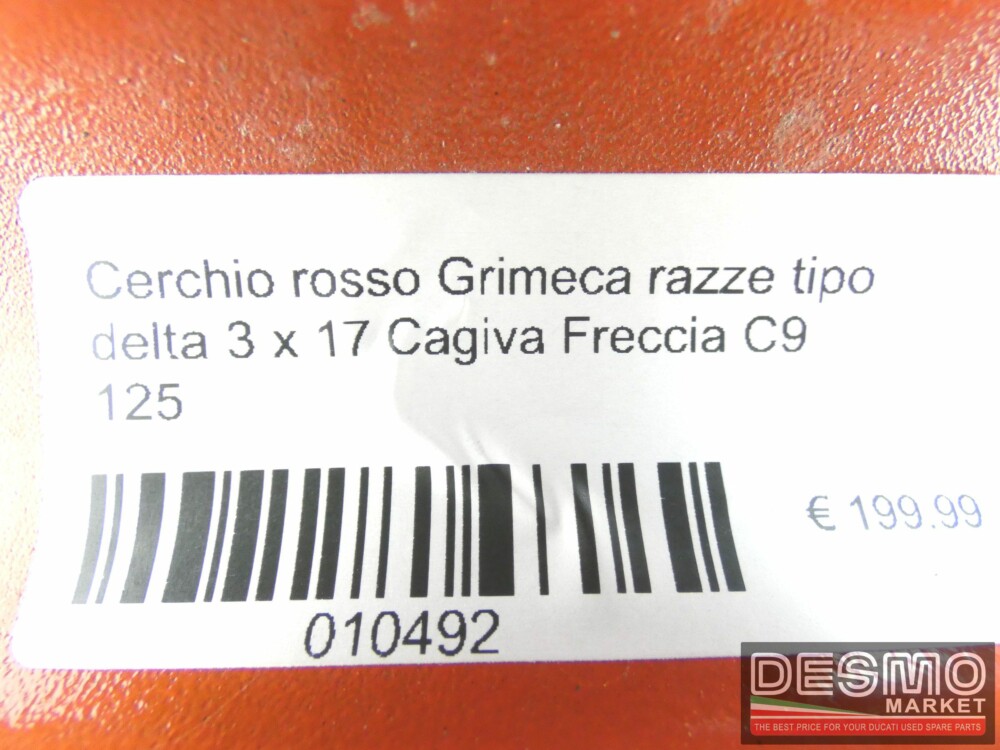 Cerchio rosso Grimeca razze tipo
delta 3 x 17 Cagiva Freccia C9
125
€ 199.99
010492
DESMO
MARKET
THE BEST PRICE FOR YOUR DUCATI USED SPARE PARTS